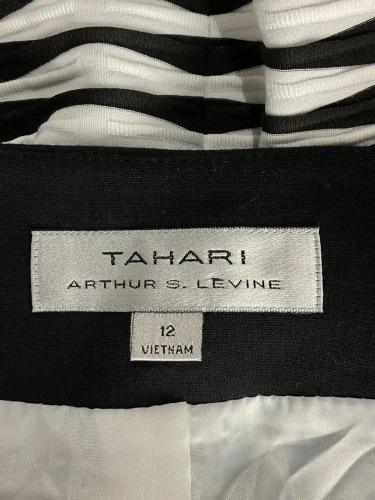 TAHARI
ARTHUR S. LEVINE
12
VIETNAM